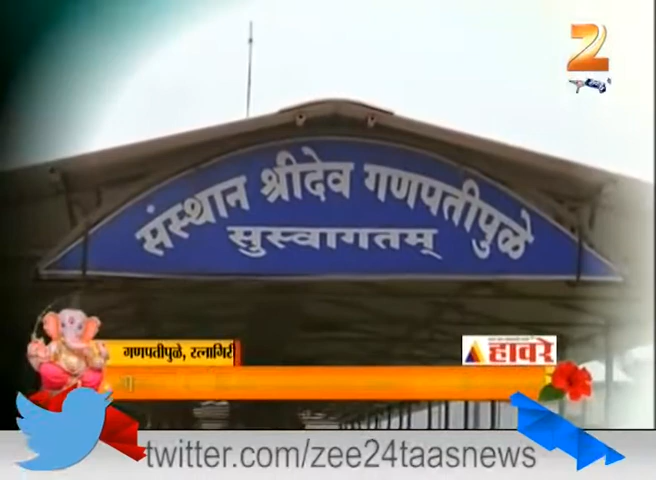 संस्थान श्रीदेव गणपतीपुळे
सुस्वागतम्
गणपतीपुळे, रत्नागिरी
हावरे
twitter.com/zee24taasnews